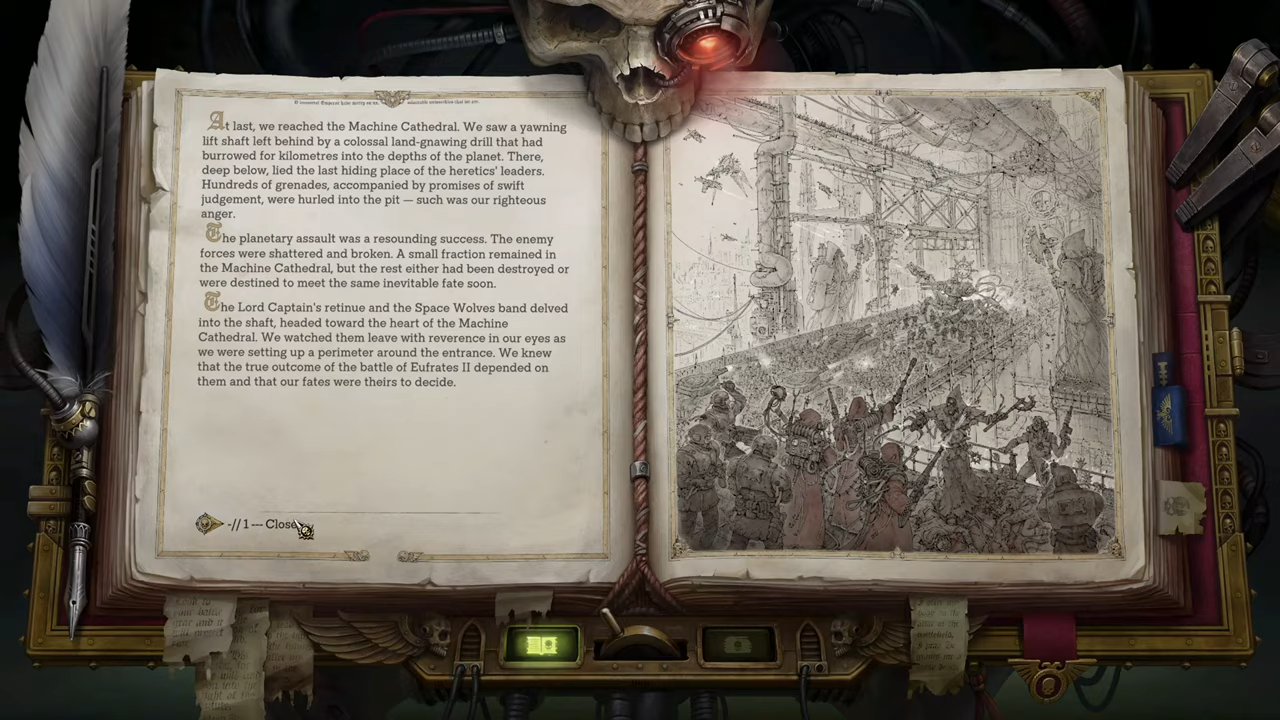 At last, we reached the Machine Cathedral. We saw a yawning
lift shaft left behind by a colossal land-gnawing drill that had
burrowed for kilometres into the depths of the planet. There,
deep below, lied the last hiding place of the heretics' leaders.
Hundreds of grenades, accompanied by promises of swift
judgement, were hurled into the pit — such was our righteous
anger.
The planetary assault was a resounding success. The enemy
forces were shattered and broken. A small fraction remained in
the Machine Cathedral, but the rest either had been destroyed or
were destined to meet the same inevitable fate soon.
The Lord Captain's retinue and the Space Wolves band delved
into the shaft, headed toward the heart of the Machine
Cathedral. We watched them leave with reverence in our eyes as
we were setting up a perimeter around the entrance. We knew
that the true outcome of the battle of Eufrates II depended on
them and that our fates were theirs to decide.
-// 1 --- Close